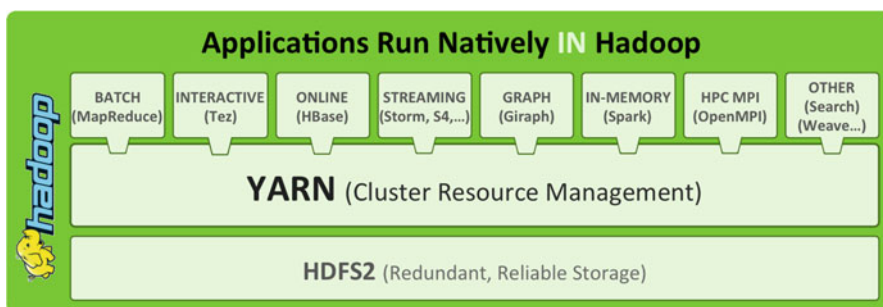 Applications Run Natively IN Hadoop
hadoop
BATCH
(MapReduce)
INTERACTIVE
(Tez)
ONLINE
(HBase)
STREAMING
(Storm, S4,...)
GRAPH
(Giraph)
IN-MEMORY
(Spark)
HPC MPI
(OpenMPI)
OTHER
(Search)
(Weave...)
YARN (Cluster Resource Management)
HDFS2 (Redundant, Reliable Storage)